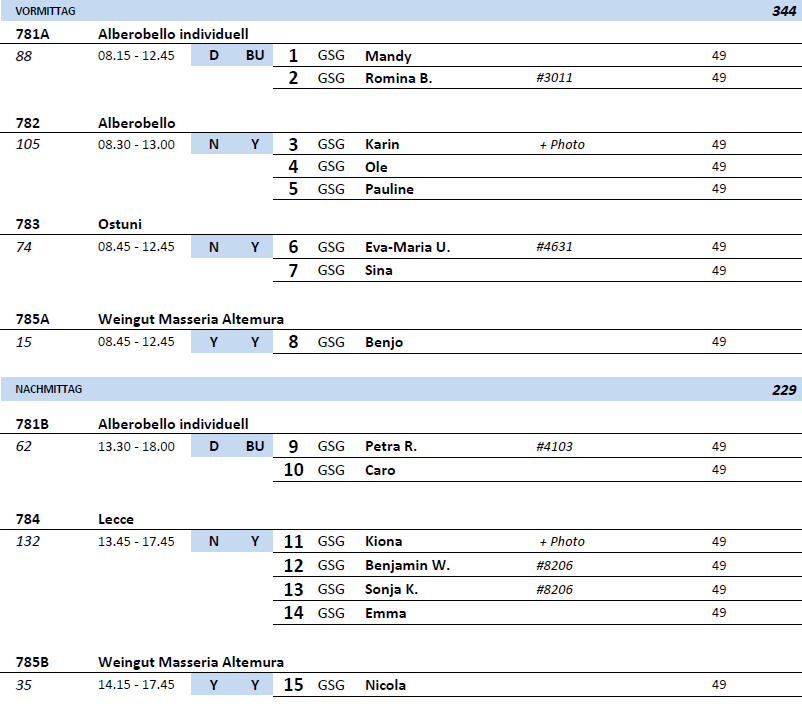 VORMITTAG 344
781A Alberobello individuell
88 08.15 - 12.45 D BU 1 GSG Mandy 49
2 GSG Romina B. #3011 49
782 Alberobello
105 08.30 - 13.00 N Y 3 GSG Karin + Photo 49
4 GSG Ole 49
5 GSG Pauline 49
783 Ostuni
74 08.45 - 12.45 N Y 6 GSG Eva-Maria U. #4631 49
7 GSG Sina 49
785A Weingut Masseria Altemura
15 08.45 - 12.45 Y Y 8 GSG Benjo 49
NACHMITTAG 229
781B Alberobello individuell
62 13.30 - 18.00 D BU 9 GSG Petra R. #4103 49
10 GSG Caro 49
784 Lecce
132 13.45 - 17.45 N Y 11 GSG Kiona + Photo 49
12 GSG Benjamin W. #8206 49
13 GSG Sonja K. #8206 49
14 GSG Emma 49
785B Weingut Masseria Altemura
35 14.15 - 17.45 Y Y 15 GSG Nicola 49